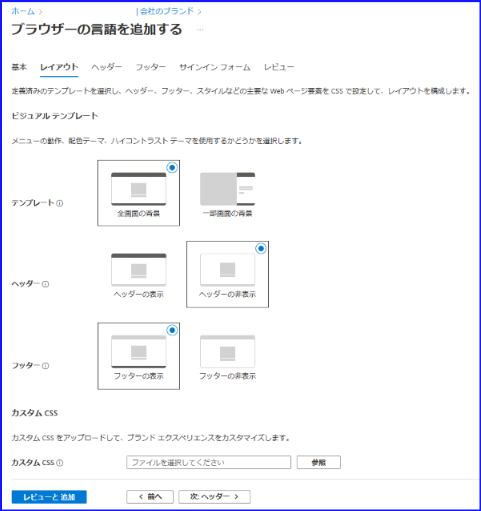 ホーム >
| 会社のブランド >
ブラウザーの言語を追加する ...
基本 レイアウト ヘッダー フッター サインイン フォーム レビュー
定義済みのテンプレートを選択し、ヘッダー、フッター、スタイルなどの主要な Web ページ要素を CSS で設定して、レイアウトを構成します。
ビジュアル テンプレート
メニューの動作、配色テーマ、ハイコントラスト テーマを使用するかどうかを選択します。
テンプレート
全画面の背景 一部画面の背景
ヘッダー
ヘッダーの表示 ヘッダーの非表示
フッター
フッターの表示 フッターの非表示
カスタム CSS
カスタム CSS をアップロードして、ブランド エクスペリエンスをカスタマイズします。
カスタム CSS ファイルを選択してください 参照
レビューと追加 < 前へ 次: ヘッダー >